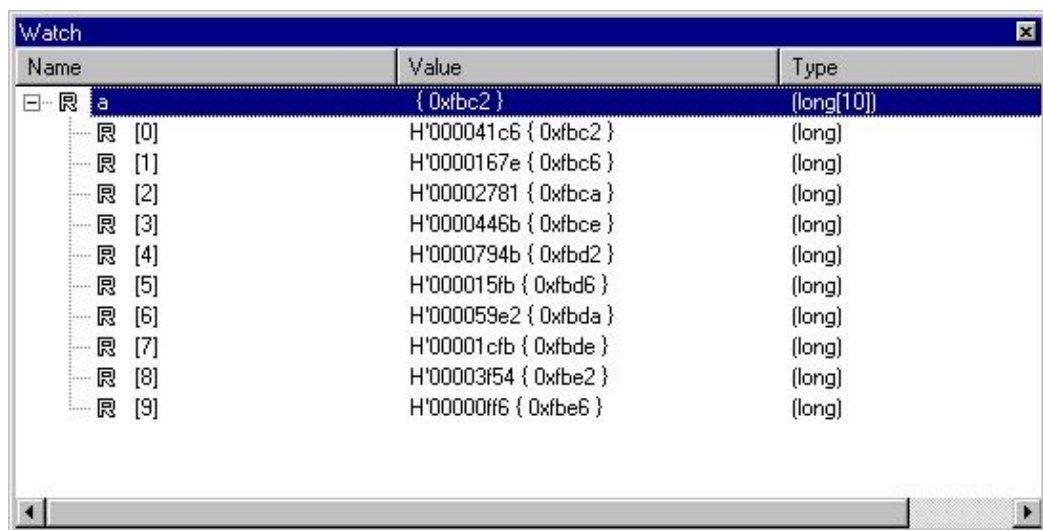 Watch
Name Value Type
R a { 0xfbc2 } (long[10])
R [0] H'000041c6 { 0xfbc2 } (long)
R [1] H'0000167e { 0xfbc6 } (long)
R [2] H'00002781 { 0xfbca } (long)
R [3] H'0000446b { 0xfbce } (long)
R [4] H'0000794b { 0xfbd2 } (long)
R [5] H'000015fb { 0xfbd6 } (long)
R [6] H'000059e2 { 0xfbda } (long)
R [7] H'00001cfb { 0xfbde } (long)
R [8] H'00003f54 { 0xfbe2 } (long)
R [9] H'00000ff6 { 0xfbe6 } (long)